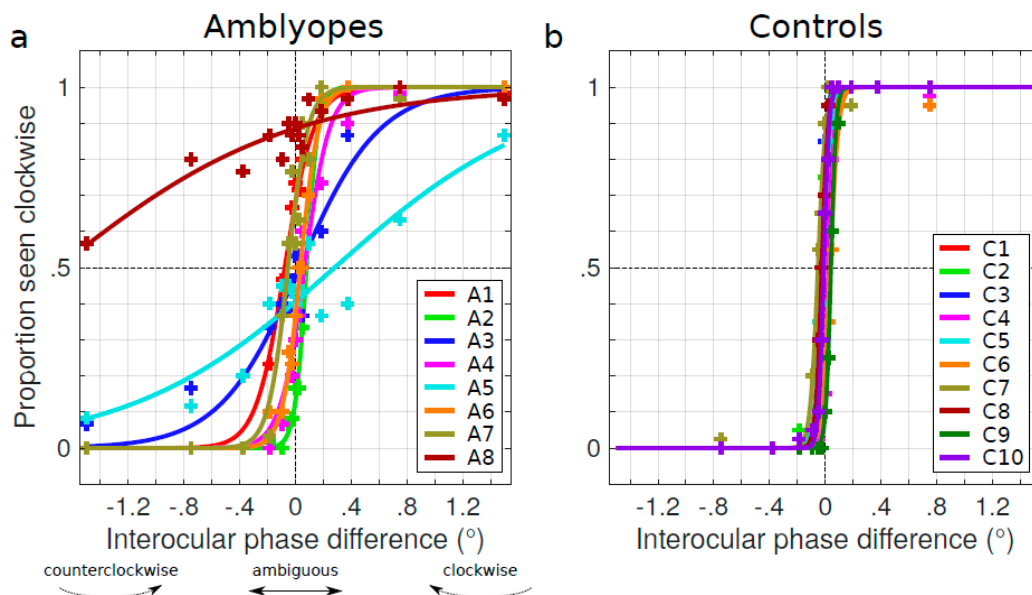 a
Amblyopes
b
Controls
Proportion seen clockwise
1
.5
0
A1
A2
A3
A4
A5
A6
A7
A8
-1.2 -.8 -.4 0 .4 .8 1.2
Interocular phase difference (°)
counterclockwise
ambiguous
clockwise
1
.5
0
C1
C2
C3
C4
C5
C6
C7
C8
C9
C10
-1.2 -.8 -.4 0 .4 .8 1.2
Interocular phase difference (°)